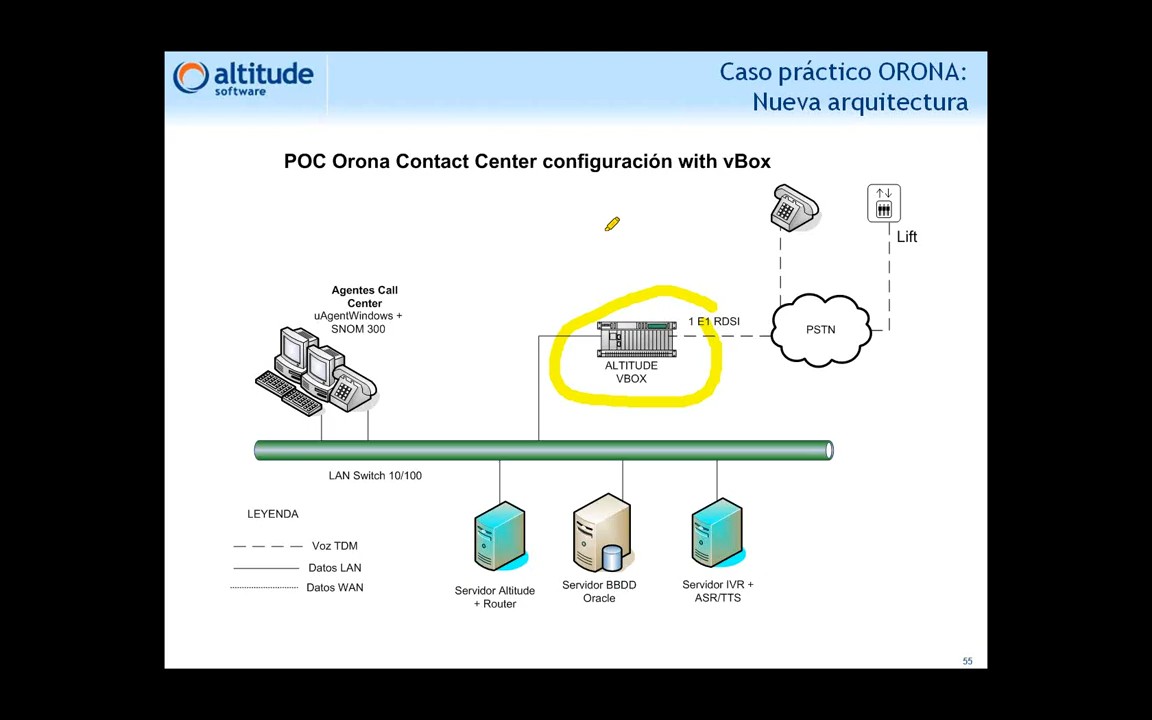 altitude
software
Caso práctico ORONA:
Nueva arquitectura
POC Orona Contact Center configuración with vBox
Lift
Agentes Call
Center
uAgentWindows +
SNOM 300
1 E1 RDSI
PSTN
ALTITUDE
VBOX
LAN Switch 10/100
LEYENDA
Voz TDM
Datos LAN
Datos WAN
Servidor Altitude
+ Router
Servidor BBDD
Oracle
Servidor IVR +
ASR/TTS
55